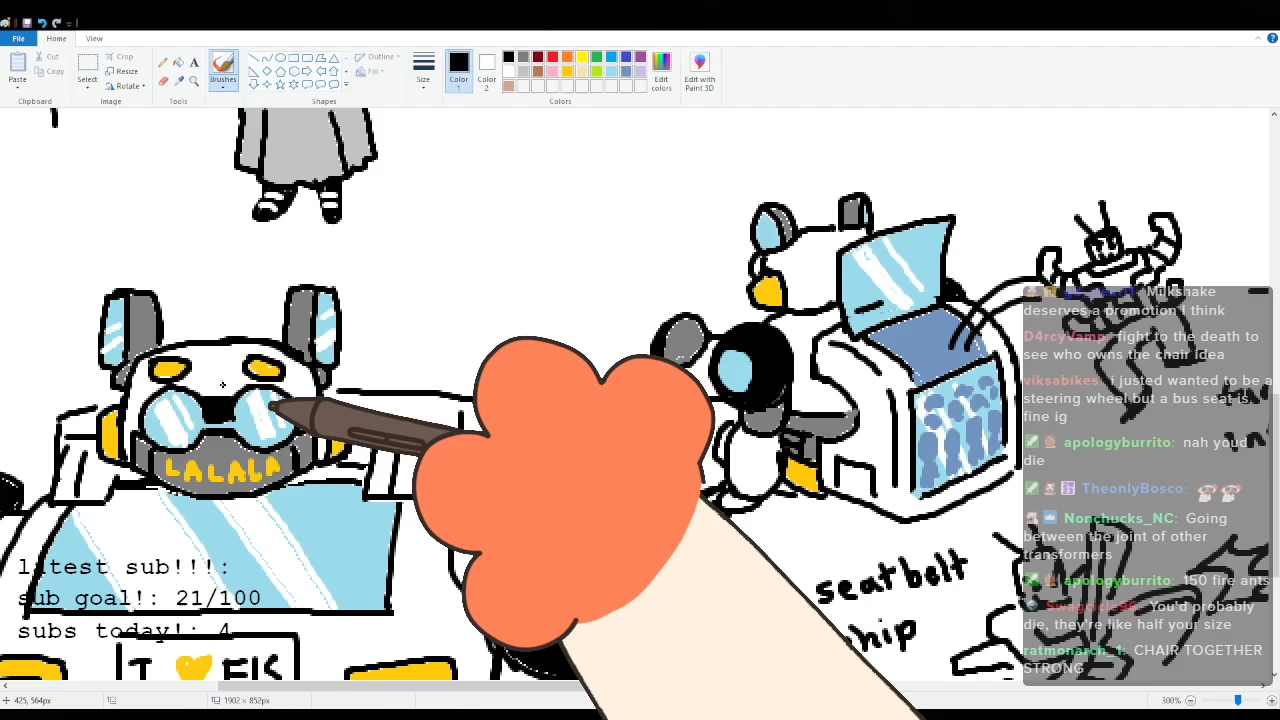 File
Home
View
Cut
Copy
Paste
Clipboard
Crop
Resize
Rotate
Select
Image
Tools
Brushes
Shapes
Outline
Fill
Size
Color 1
Color 2
Edit colors
Colors
Edit with Paint 3D
Milkshake
deserves a promotion I think
D4rcyVamp: fight to the death to
see who owns the chair idea
viksabikes: i justed wanted to be a
steering wheel but a bus seat is
fine ig
apologyburrito: nah youd
die
TheonlyBosco:
Nonchucks_NC: Going
between the joint of other
transformers
apologyburrito: 150 fire ants
You'd probably
die, they're like half your size
ratmonarch_1: CHAIR TOGETHER
STRONG
LALALA
seatbelt
latest sub!!!:
sub goal!: 21/100
subs today!: 4
I
425, 564px
1902 × 852px
300%